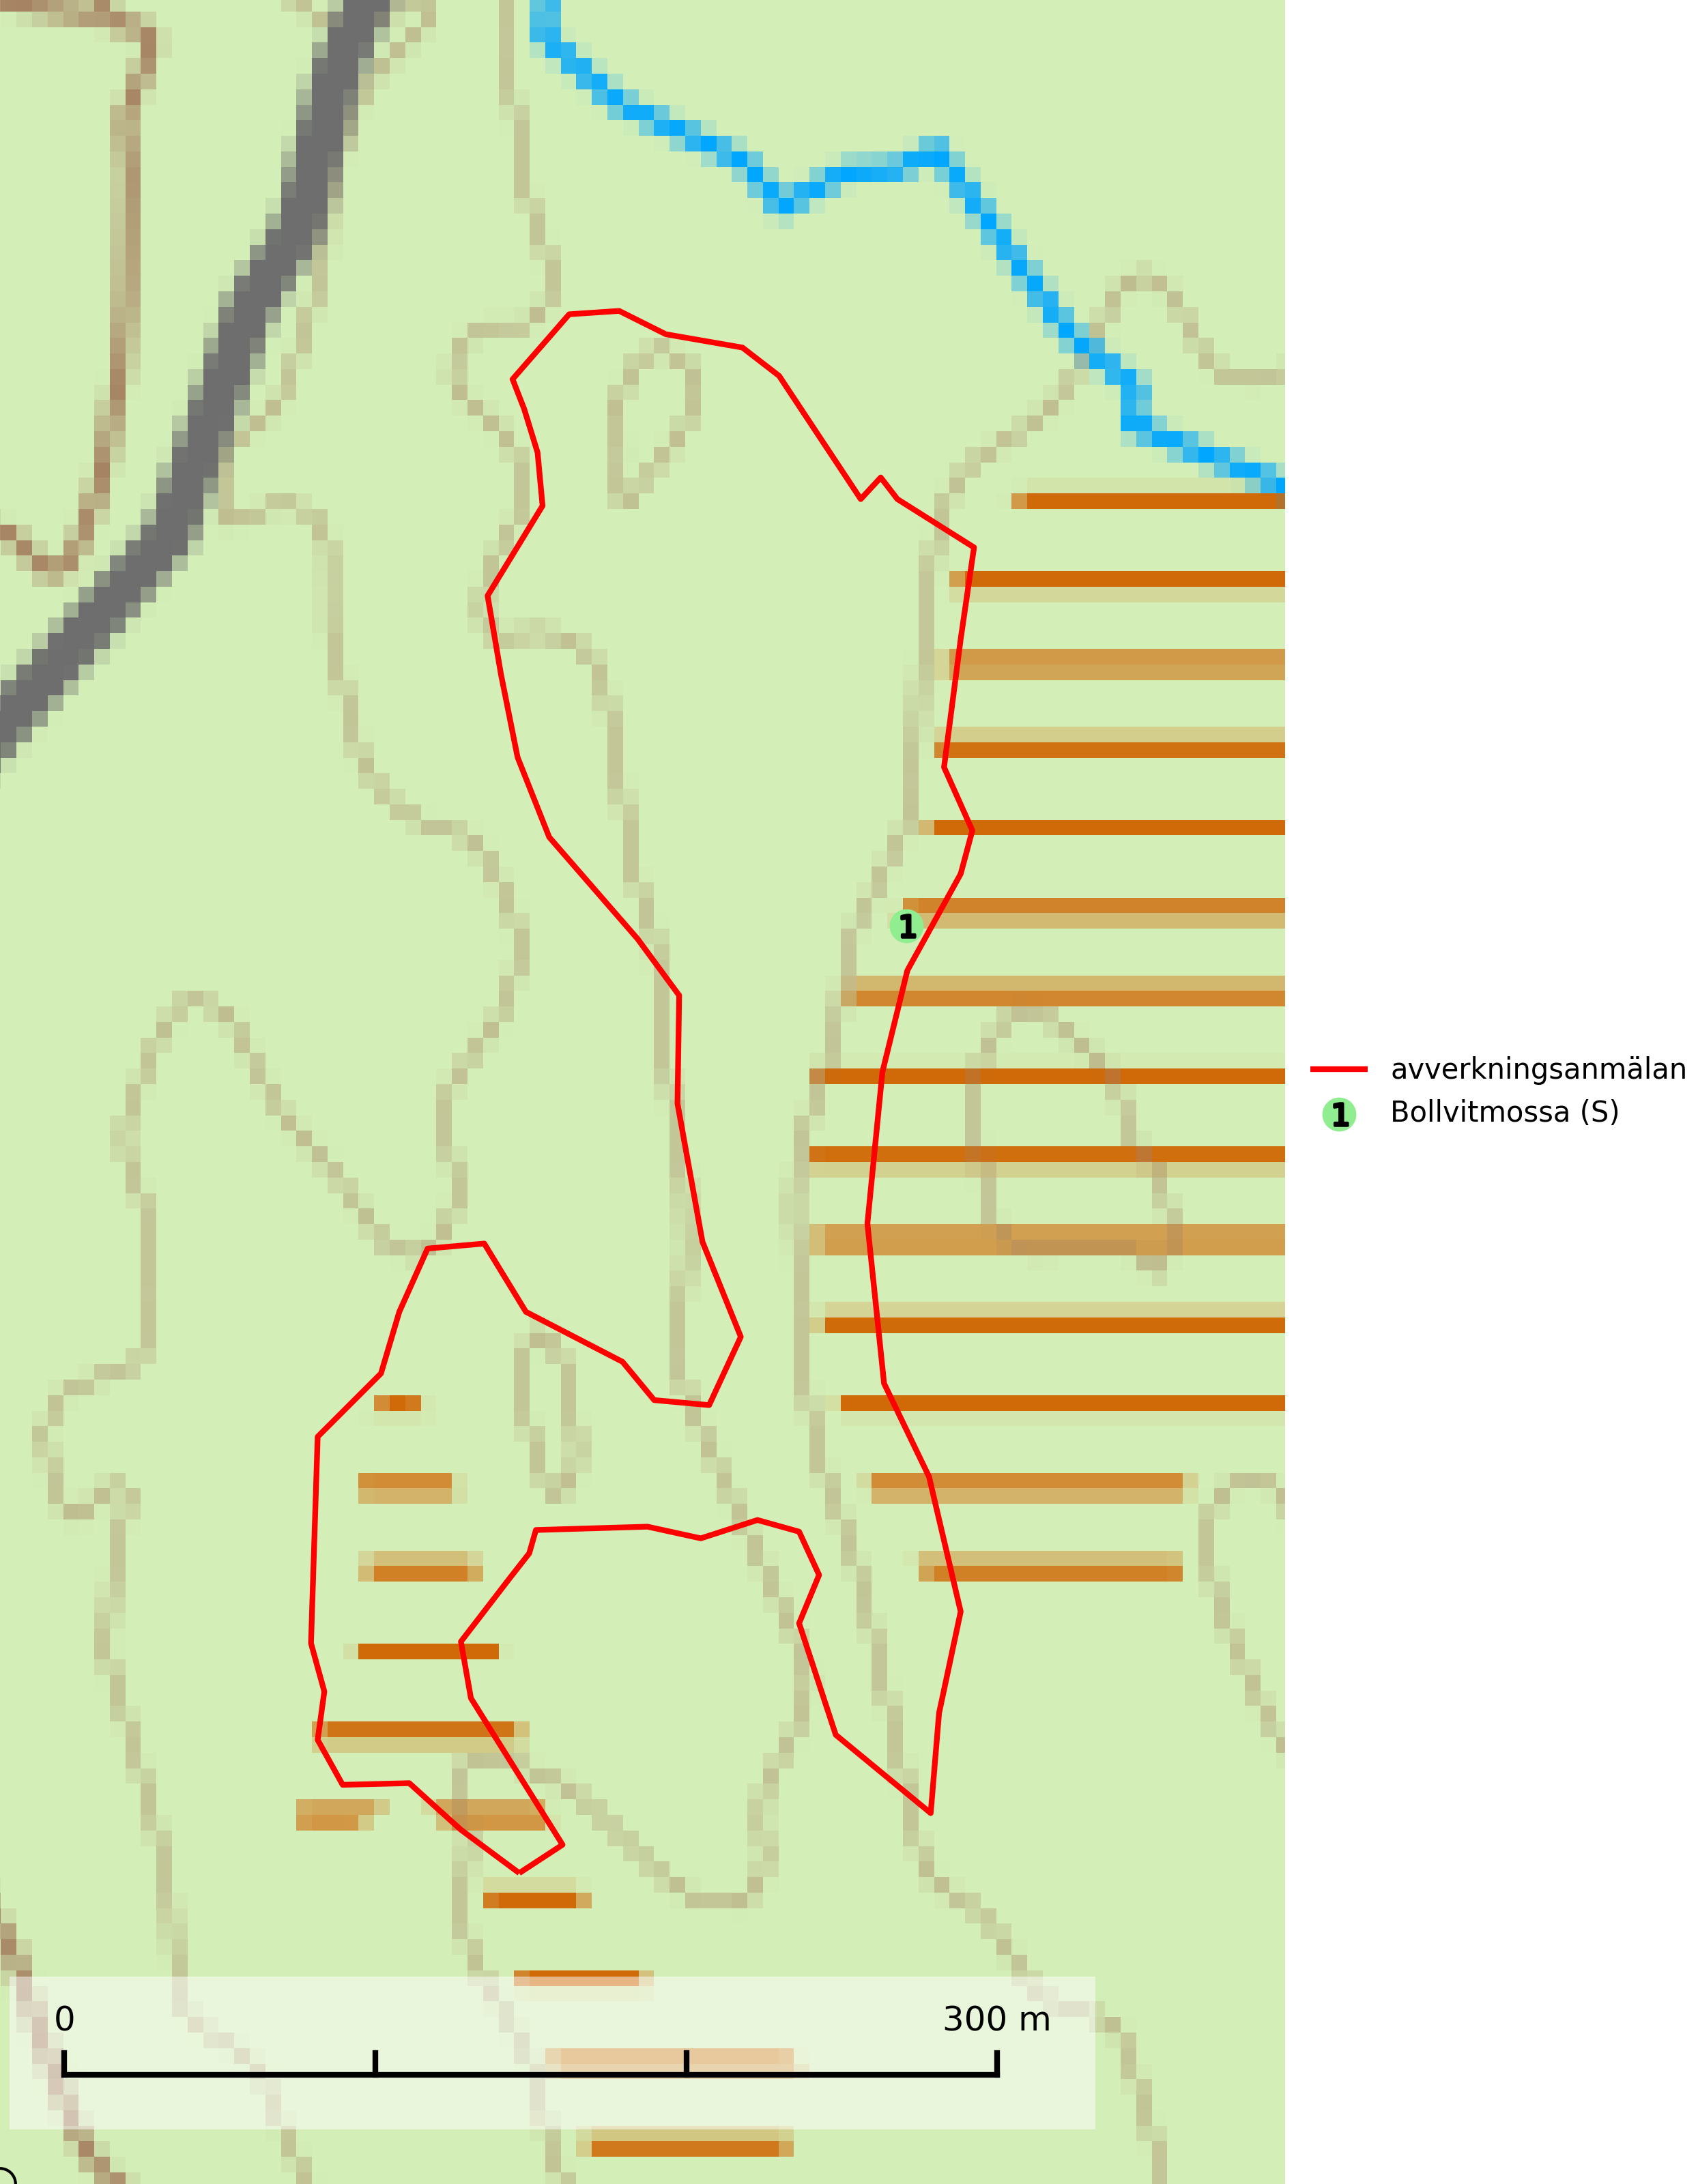 1
avverkningsanmälan
1 Bollvitmossa (S)
0 300 m